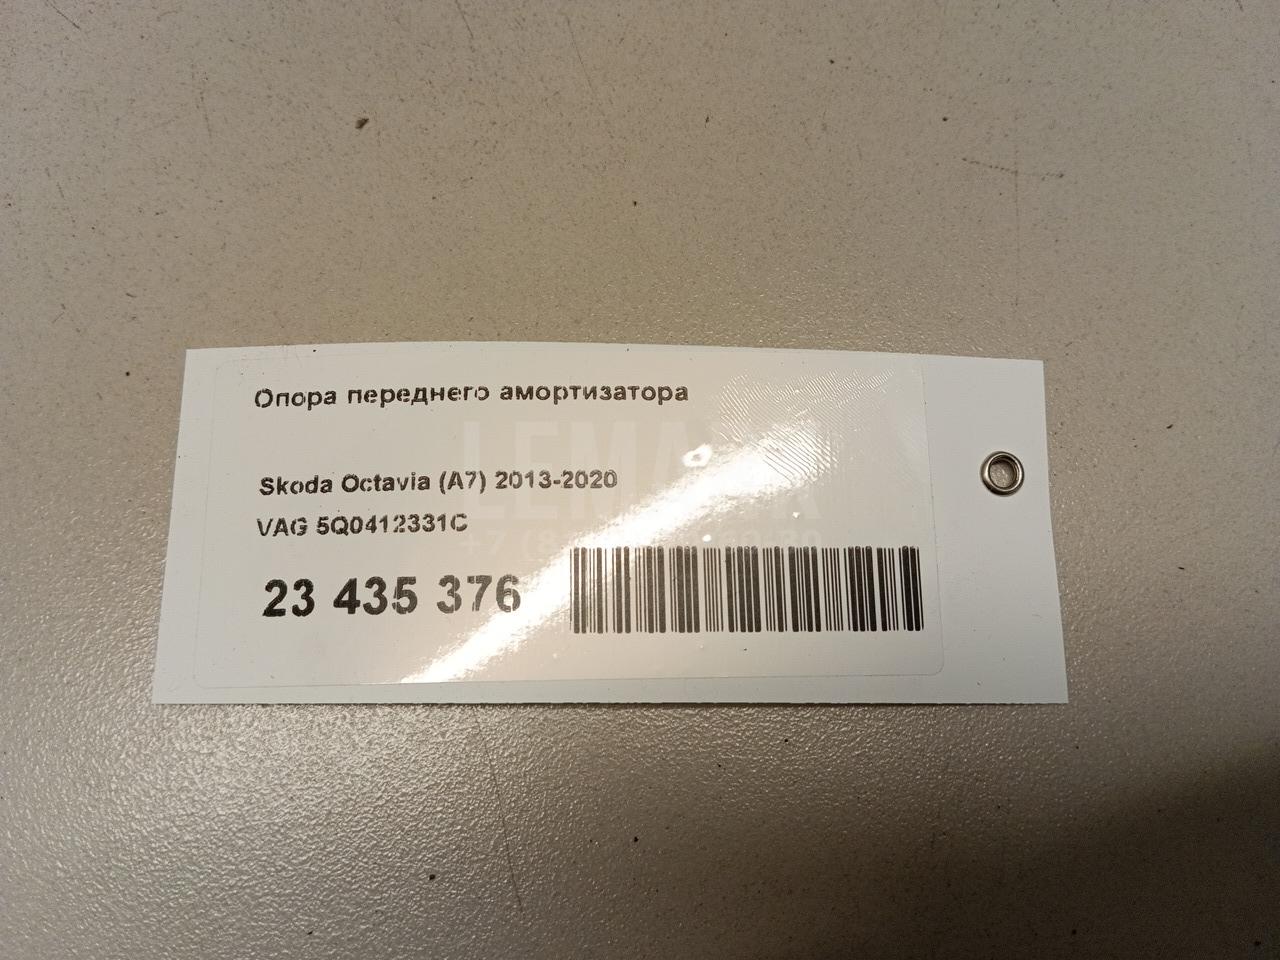 Опора переднего амортизатора
Skoda Octavia (A7) 2013-2020
VAG 5Q0412331C
23 435 376